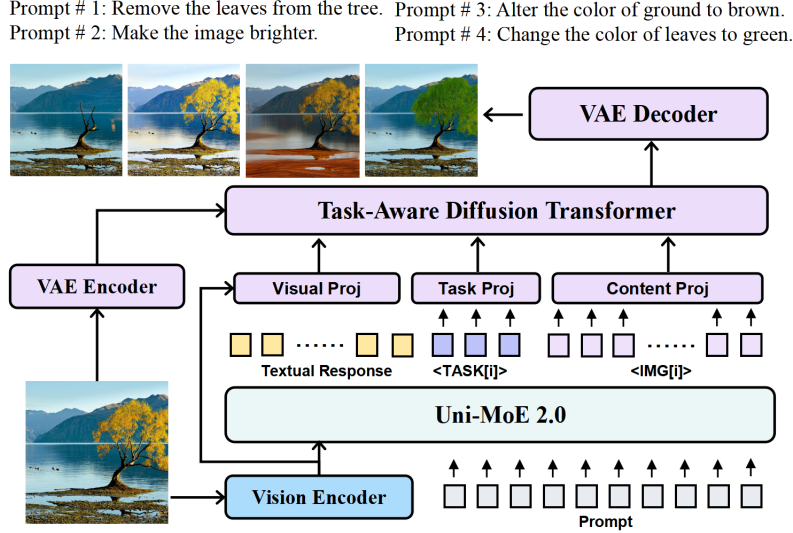 Prompt # 1: Remove the leaves from the tree.
Prompt # 3: Alter the color of ground to brown.
Prompt # 2: Make the image brighter.
Prompt # 4: Change the color of leaves to green.
VAE Decoder
Task-Aware Diffusion Transformer
VAE Encoder
Visual Proj
Task Proj
Content Proj
Textual Response
<TASK[i]>
<IMG[i]>
Uni-MoE 2.0
Vision Encoder
Prompt